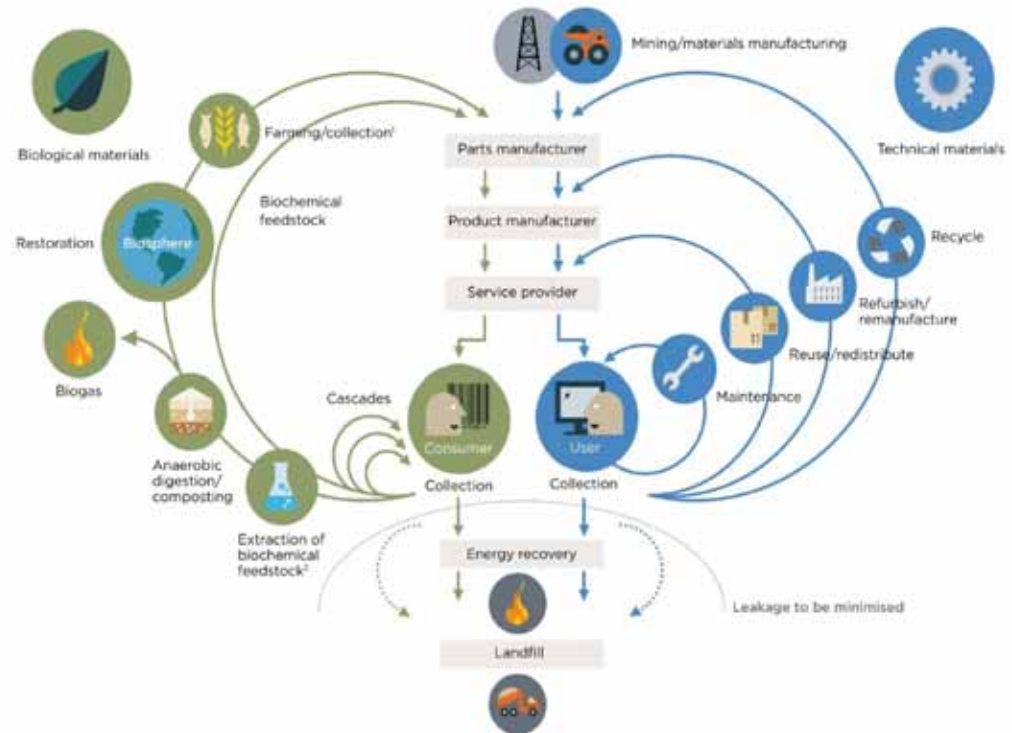 Mining/materials manufacturing
Biological materials
Farming/collection¹
Parts manufacturer
Technical materials
Biochemical
feedstock
Restoration
Biosphere
Product manufacturer
Recycle
Service provider
Refurbish/
remanufacture
Reuse/redistribute
Biogas
Cascades
Maintenance
Consumer
User
Anaerobic
digestion/
composting
Collection
Collection
Extraction of
biochemical
feedstock²
Energy recovery
Leakage to be minimised
Landfill